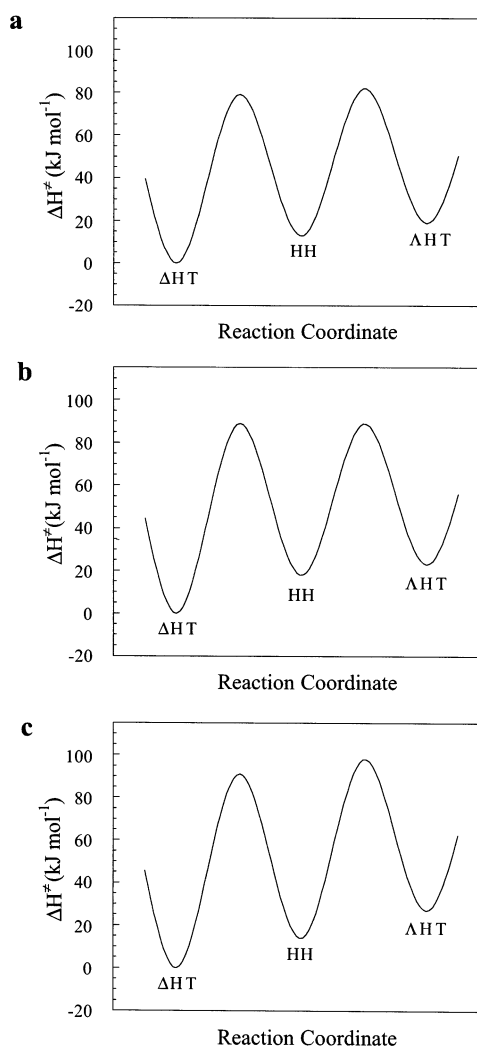 a
ΔH≠ (kJ mol-1)
100
80
60
40
20
0
-20
ΔHT
HH
ΛHT
Reaction Coordinate
b
ΔH≠(kJ mol-1)
100
80
60
40
20
0
-20
ΔHT
HH
ΛHT
Reaction Coordinate
c
ΔH≠(kJ mol-1)
100
80
60
40
20
0
-20
ΔHT
HH
ΛHT
Reaction Coordinate